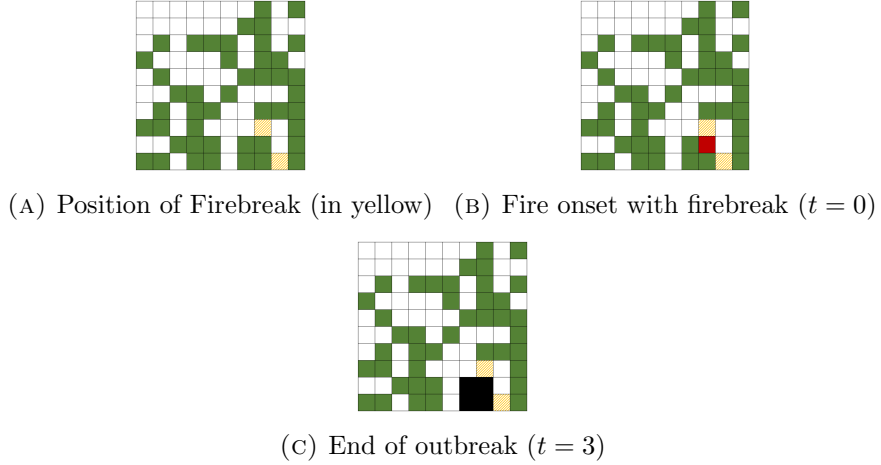 (A) Position of Firebreak (in yellow) (B) Fire onset with firebreak (t = 0)
(C) End of outbreak (t = 3)